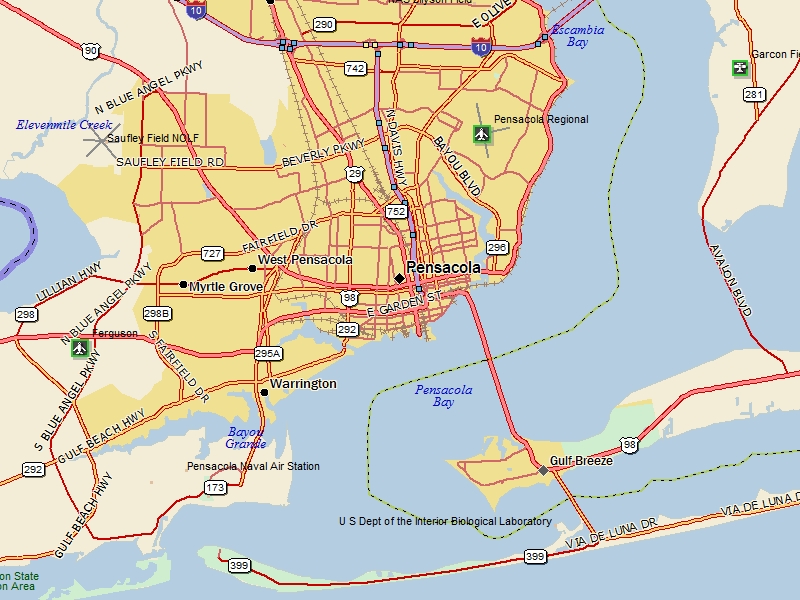 10
290
E OLIVE
Escambia
Bay
90
10
742
Garcon
N BLUE ANGEL PKWY
281
Elevenmile Creek
Saufley Field NOLF
Pensacola Regional
N DAVIS HWY
BAYOU BLVD
SAUFLEY FIELD RD
BEVERLY PKWY
29
752
FAIRFIELD DR
727
296
West Pensacola
Pensacola
AVALON BLVD
LILLIAN HWY
N BLUE ANGEL PKWY
Myrtle Grove
98
E GARDEN ST
298
298B
292
Ferguson
S FAIRFIELD DR
295A
Warrington
Pensacola
Bay
S BLUE ANGEL PKWY
GULF BEACH HWY
Bayou
Grande
98
Gulf Breeze
292
Pensacola Naval Air Station
173
GULF BEACH HWY
U S Dept of the Interior Biological Laboratory
VIA DE LUNA DR
VIA DE LUNA D
399
399
on State
on Area